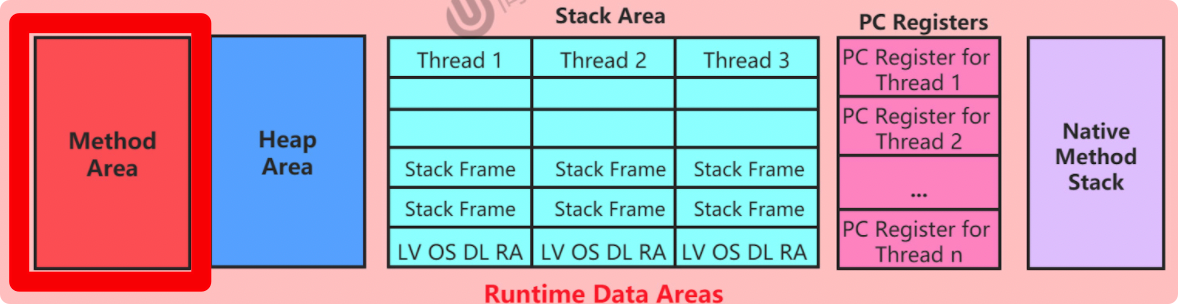 Stack Area
PC Registers
Method
Area
Heap
Area
Thread 1
Thread 2
Thread 3
Stack Frame
Stack Frame
Stack Frame
Stack Frame
Stack Frame
Stack Frame
LV OS DL RA
LV OS DL RA
LV OS DL RA
PC Register for
Thread 1
PC Register for
Thread 2
...
PC Register for
Thread n
Native
Method
Stack
Runtime Data Areas